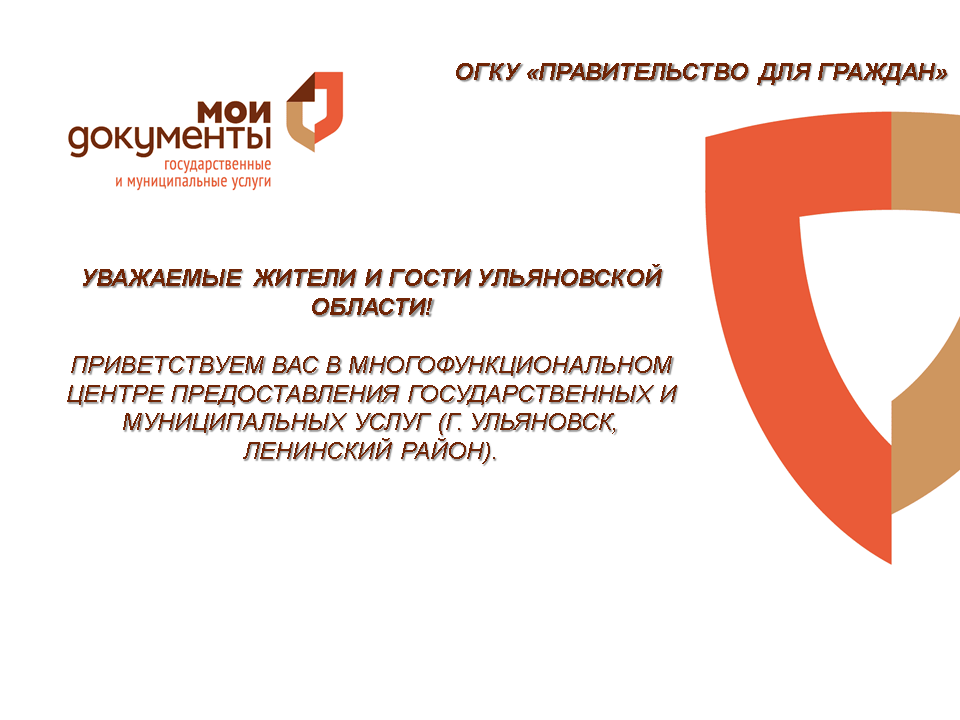 ОГКУ «ПРАВИТЕЛЬСТВО ДЛЯ ГРАЖДАН»
мои
документы
государственные
и муниципальные услуги
УВАЖАЕМЫЕ ЖИТЕЛИ И ГОСТИ УЛЬЯНОВСКОЙ
ОБЛАСТИ!
ПРИВЕТСТВУЕМ ВАС В МНОГОФУНКЦИОНАЛЬНОМ
ЦЕНТРЕ ПРЕДОСТАВЛЕНИЯ ГОСУДАРСТВЕННЫХ И
МУНИЦИПАЛЬНЫХ УСЛУГ (Г. УЛЬЯНОВСК,
ЛЕНИНСКИЙ РАЙОН).